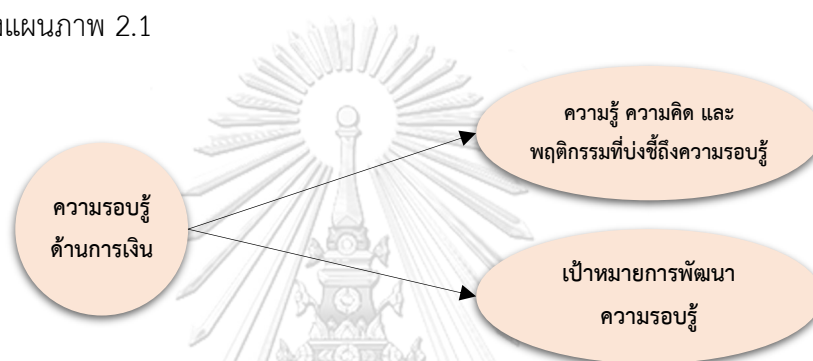 แผนภาพ 2.1
ความรู้ ความคิด และ
พฤติกรรมที่บ่งชี้ถึงความรอบรู้
ความรอบรู้
ด้านการเงิน
เป้าหมายการพัฒนา
ความรอบรู้